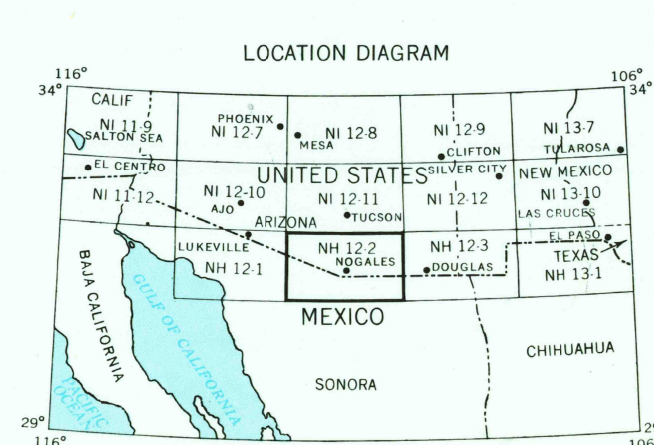 LOCATION DIAGRAM
116°
106°
34°
34°
CALIF
NI 11-9
SALTON SEA
PHOENIX
NI 12-7
MESA
NI 12-8
NI 12-9
CLIFTON
NI 13-7
TULAROSA
EL CENTRO
UNITED STATES
SILVER CITY
NEW MEXICO
NI 11-12
NI 12-10
AJO
NI 12-11
TUCSON
NI 12-12
NI 13-10
LAS CRUCES
ARIZONA
LUKEVILLE
NH 12-1
NH 12-2
NOGALES
NH 12-3
DOUGLAS
EL PASO
TEXAS
NH 13-1
BAJA CALIFORNIA
GULF OF CALIFORNIA
MEXICO
SONORA
CHIHUAHUA
PACIFIC
OCEAN
29°
29
116°
106